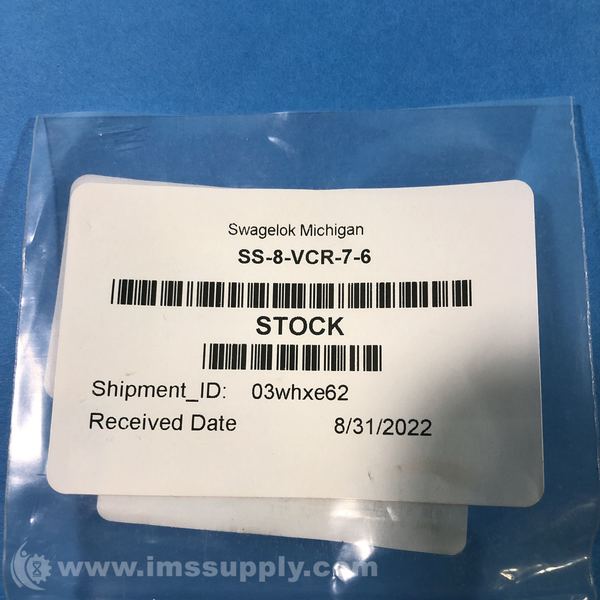 Swagelok Michigan
SS-8-VCR-7-6
STOCK
Shipment_ID: 03whxe62
Received Date 8/31/2022
www.imssupply.com